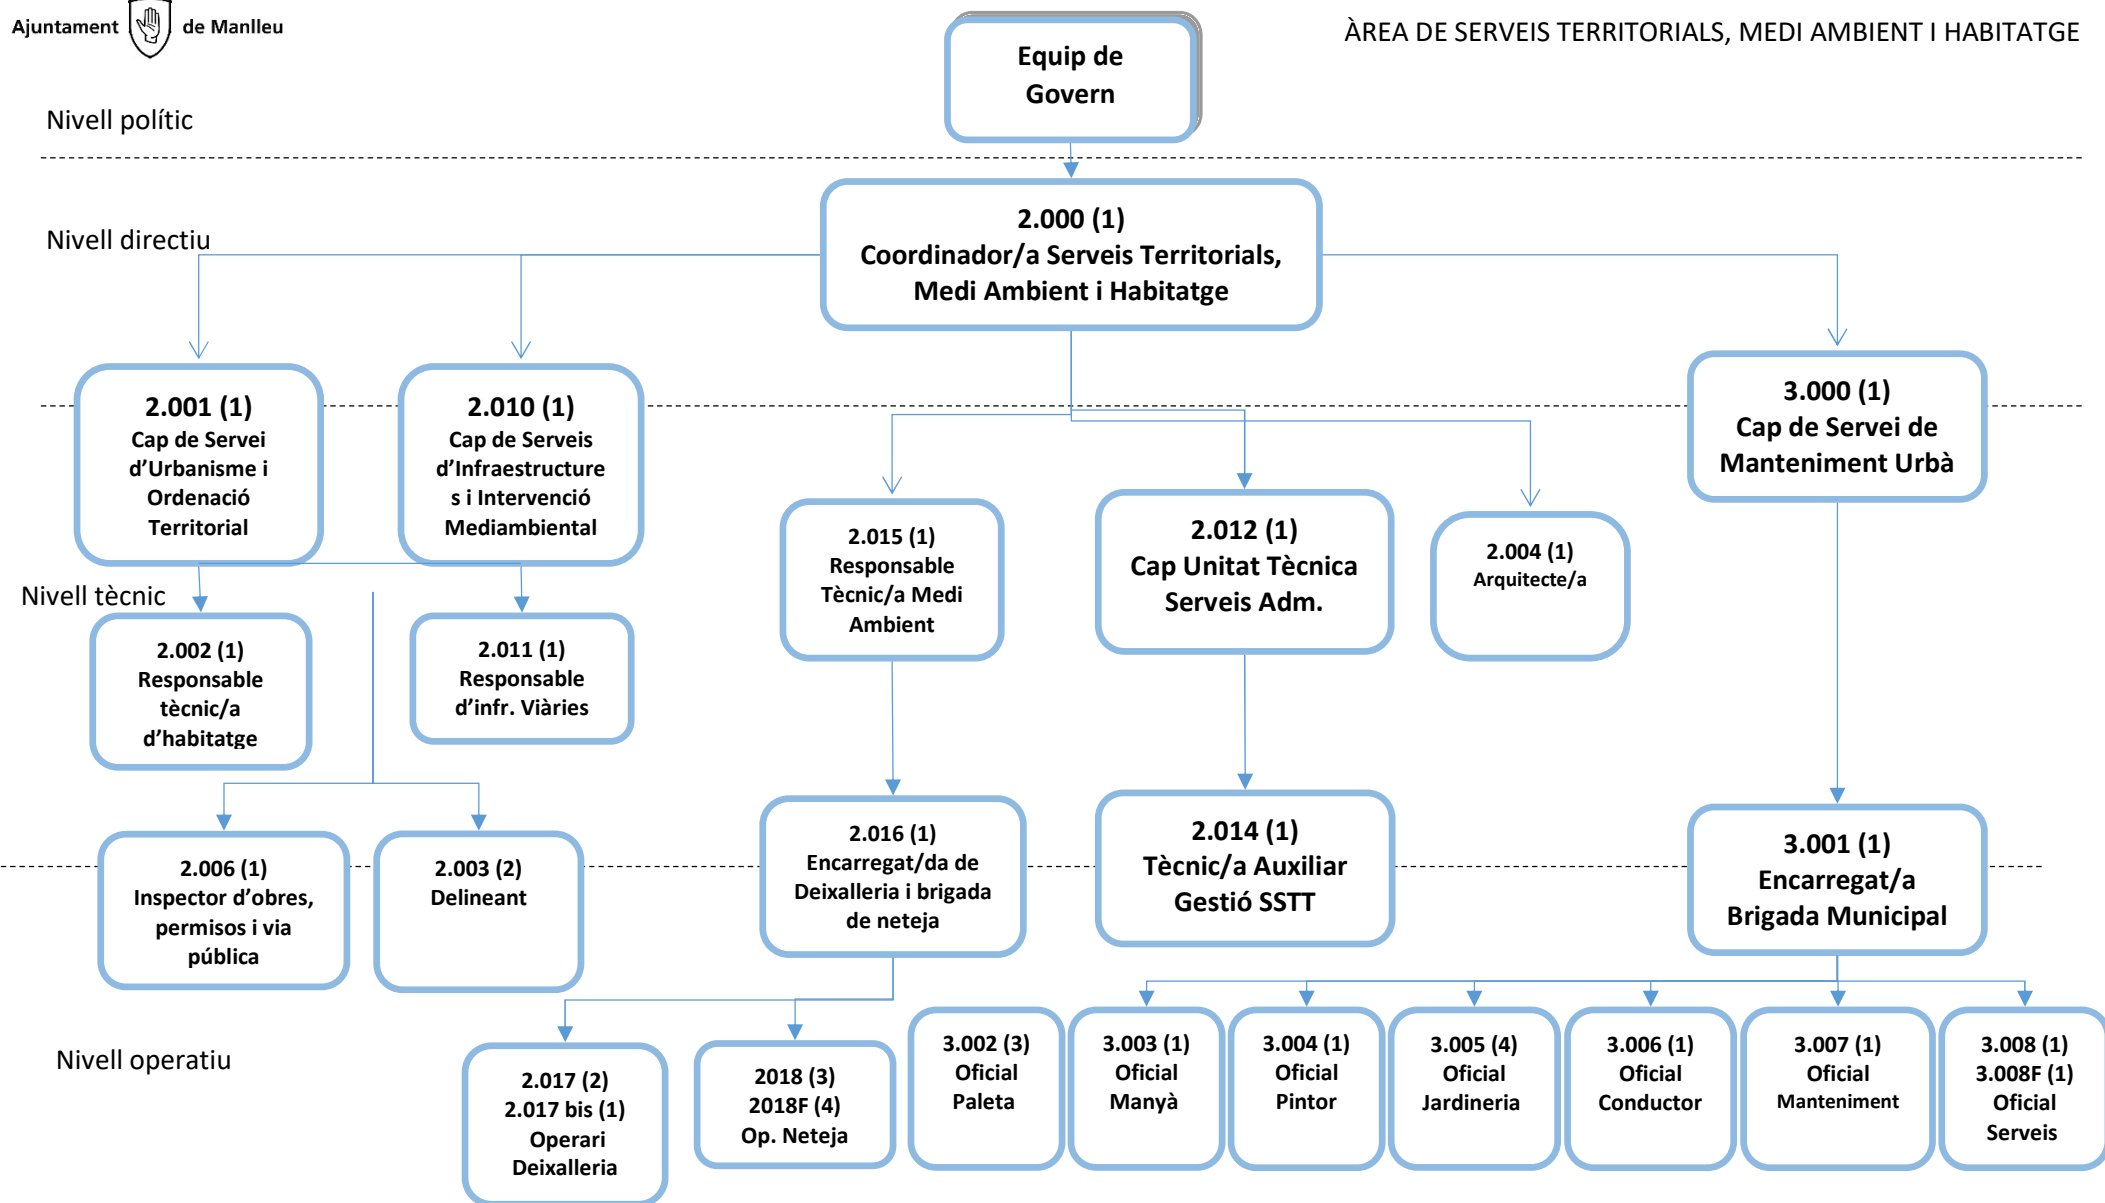 Ajuntament de Manlleu
ÀREA DE SERVEIS TERRITORIALS, MEDI AMBIENT I HABITATGE
Equip de
Govern
Nivell polític
Nivell directiu
2.000 (1)
Coordinador/a Serveis Territorials,
Medi Ambient i Habitatge
2.001 (1)
Cap de Servei
d’Urbanisme i
Ordenació
Territorial
2.010 (1)
Cap de Serveis
d’Infraestructure
s i Intervenció
Mediambiental
3.000 (1)
Cap de Servei de
Manteniment Urbà
Nivell tècnic
2.015 (1)
Responsable
Tècnic/a Medi
Ambient
2.012 (1)
Cap Unitat Tècnica
Serveis Adm.
2.004 (1)
Arquitecte/a
2.002 (1)
Responsable
tècnic/a
d’habitatge
2.011 (1)
Responsable
d’infr. Viàries
2.006 (1)
Inspector d’obres,
permisos i via
pública
2.003 (2)
Delineant
2.016 (1)
Encarregat/da de
Deixalleria i brigada
de neteja
2.014 (1)
Tècnic/a Auxiliar
Gestió SSTT
3.001 (1)
Encarregat/a
Brigada Municipal
Nivell operatiu
2.017 (2)
2.017 bis (1)
Operari
Deixalleria
2018 (3)
2018F (4)
Op. Neteja
3.002 (3)
Oficial
Paleta
3.003 (1)
Oficial
Manyà
3.004 (1)
Oficial
Pintor
3.005 (4)
Oficial
Jardineria
3.006 (1)
Oficial
Conductor
3.007 (1)
Oficial
Manteniment
3.008 (1)
3.008F (1)
Oficial
Serveis